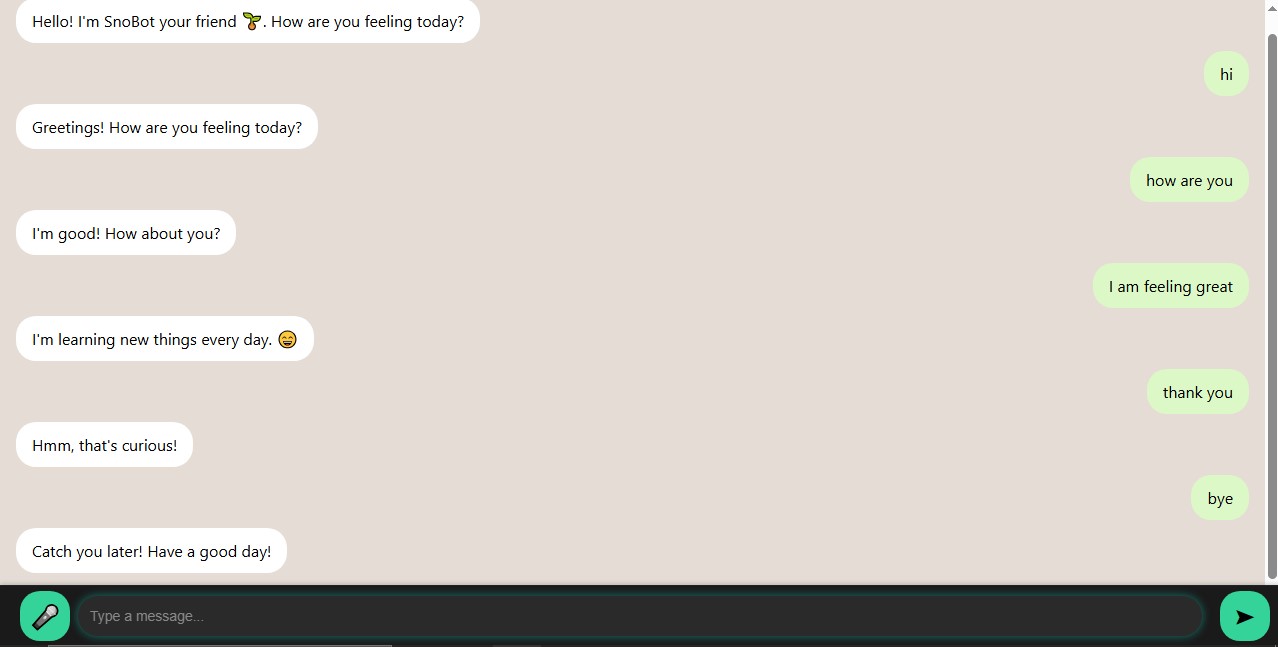 Hello! I'm SnoBot your friend 🌱. How are you feeling today?
hi
Greetings! How are you feeling today?
how are you
I'm good! How about you?
I am feeling great
I'm learning new things every day. 😄
thank you
Hmm, that's curious!
bye
Catch you later! Have a good day!
Type a message...